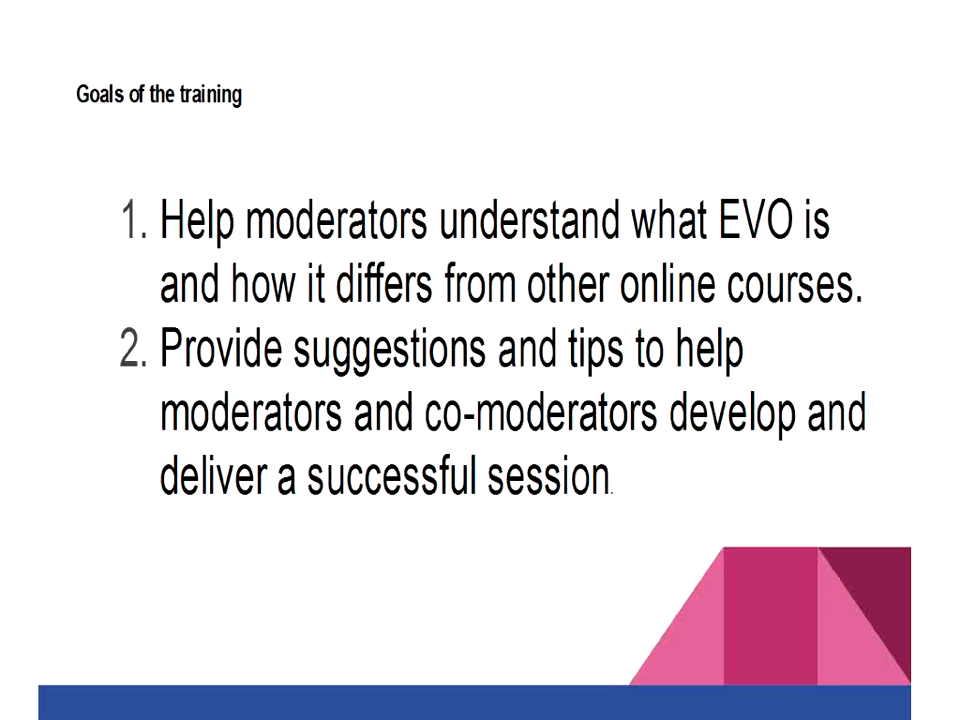 Goals of the training
1. Help moderators understand what EVO is
and how it differs from other online courses.
2. Provide suggestions and tips to help
moderators and co-moderators develop and
deliver a successful session.